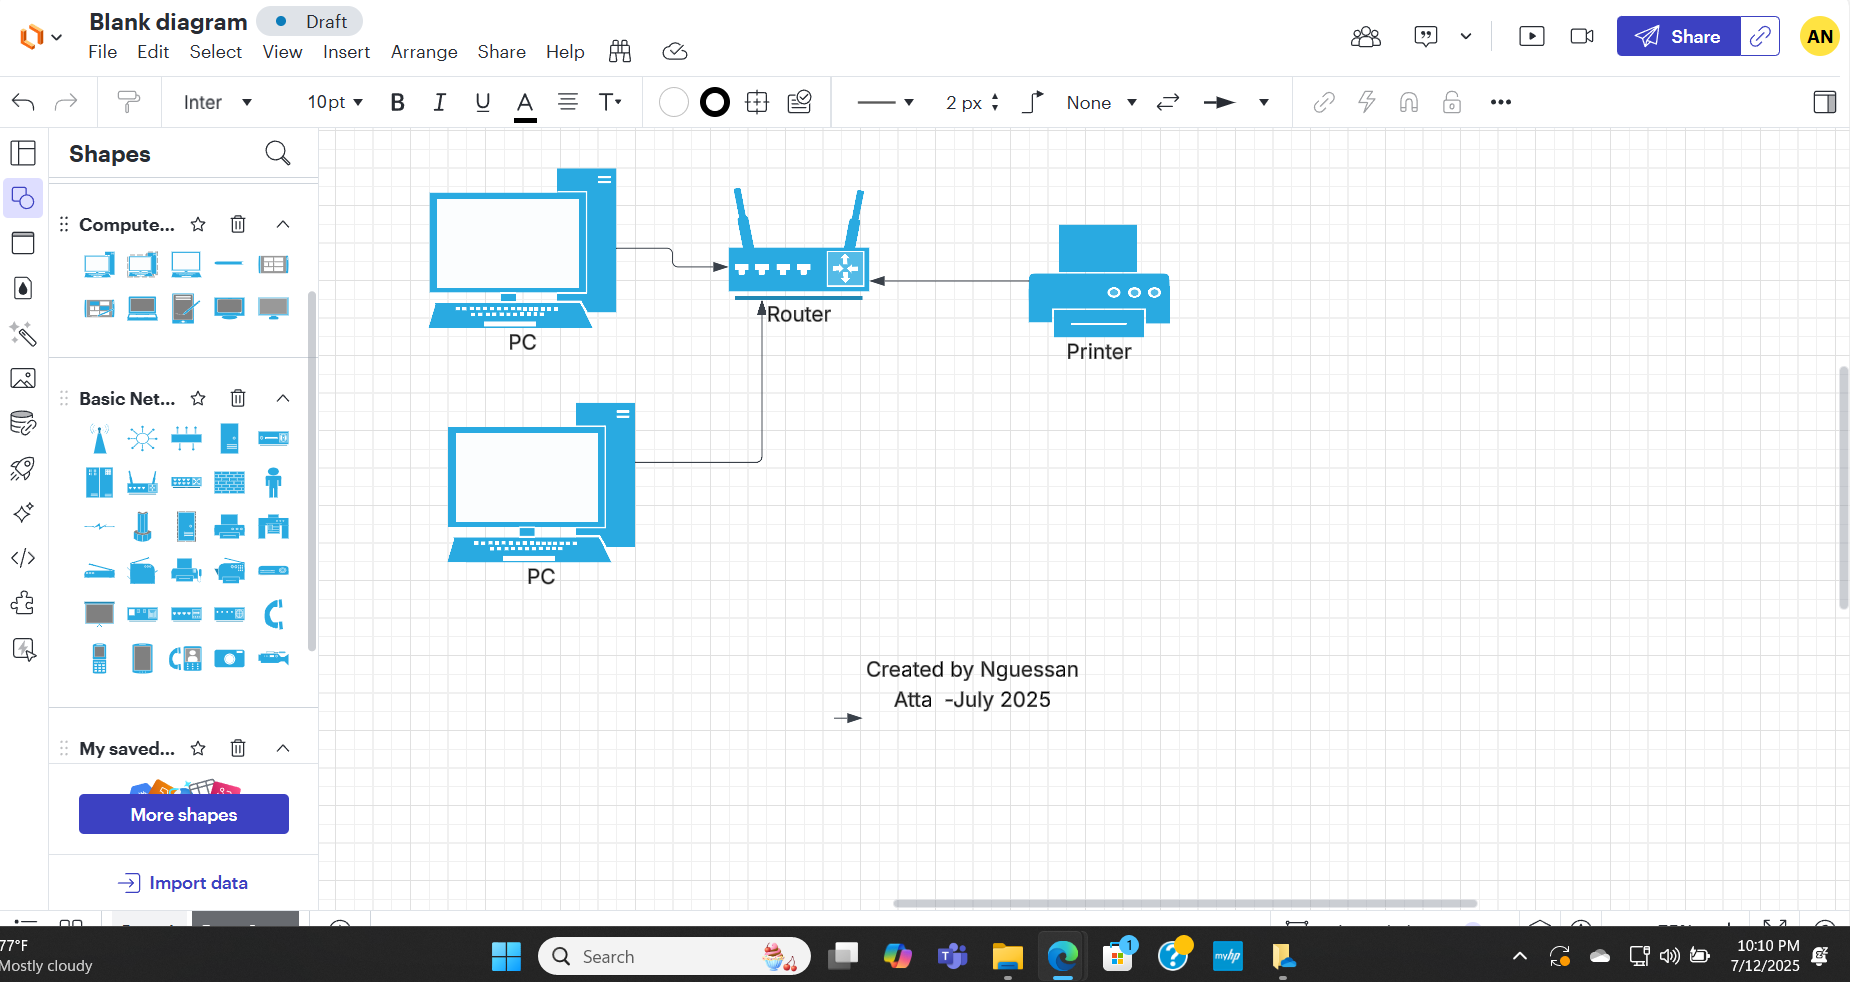 Blank diagram
Draft
File Edit Select View Insert Arrange Share Help
Share
AN
Inter 10pt B I U A T 2 px None
Shapes
Compute...
Basic Net...
My saved...
More shapes
Import data
PC
Router
Printer
PC
Created by Nguessan
Atta -July 2025
77°F
Mostly cloudy
Search
1
myhp
10:10 PM
7/12/2025